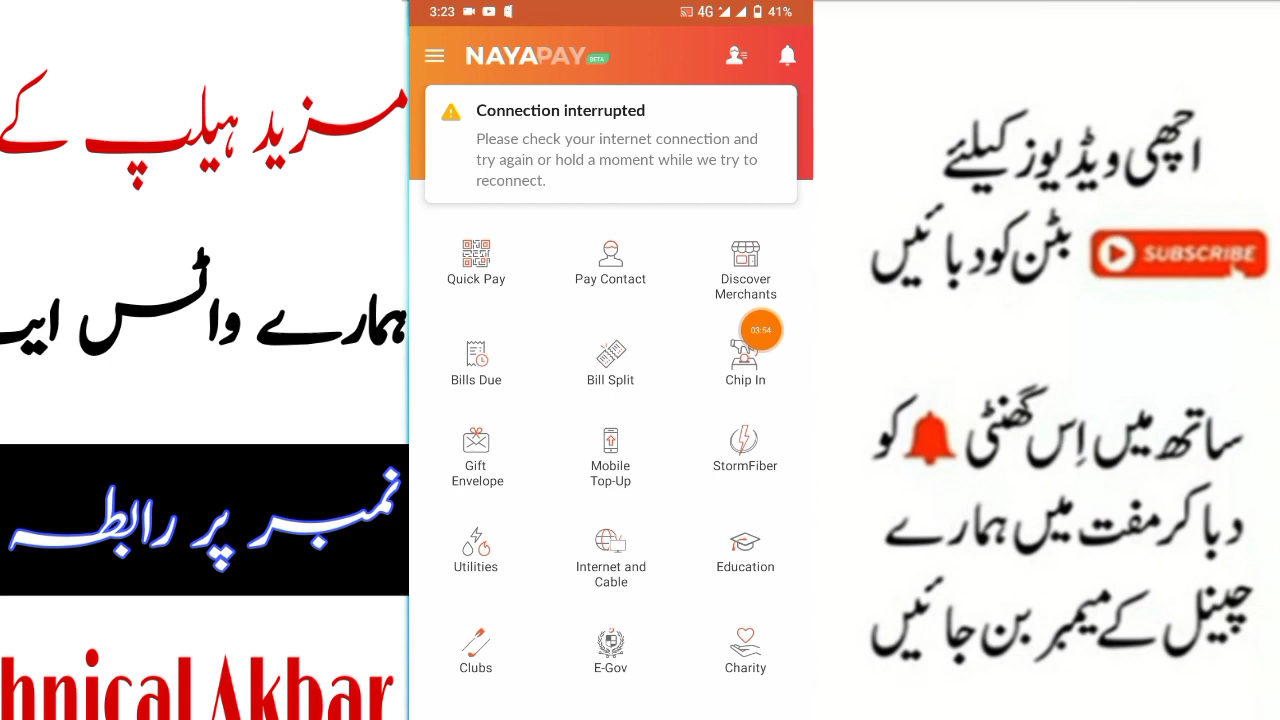 مزید ہیلپ کے
ہمارے واٹس ایپ
نمبر پر رابطہ
hnical Akbar
3:23
4G
41%
NAYAPAY
BETA
Connection interrupted
Please check your internet connection and
try again or hold a moment while we try to
reconnect.
Quick Pay
Pay Contact
Discover
Merchants
03:54
Bills Due
Bill Split
Chip In
Gift
Envelope
Mobile
Top-Up
StormFiber
Utilities
Internet and
Cable
Education
Clubs
E-Gov
Charity
اچھی ویڈیوز کیلئے
بٹن کو دبائیں
SUBSCRIBE
ساتھ میں اِس گھنٹی کو
دبا کر مفت میں ہمارے
چینل کے میمبر بن جائیں